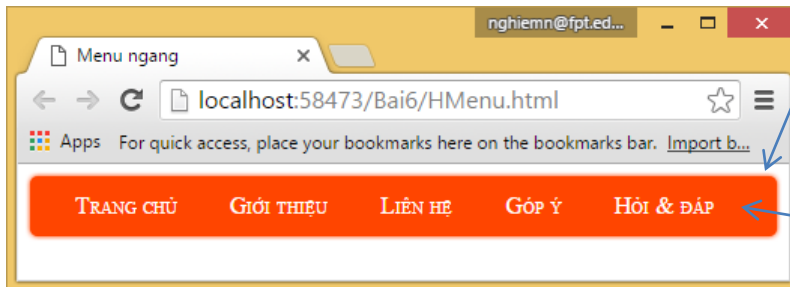 nghiemn@fpt.ed...
Menu ngang
localhost:58473/Bai6/HMenu.html
Apps For quick access, place your bookmarks here on the bookmarks bar. Import b...
Trang chủ Giới thiệu Liên hệ Góp ý Hỏi & đáp